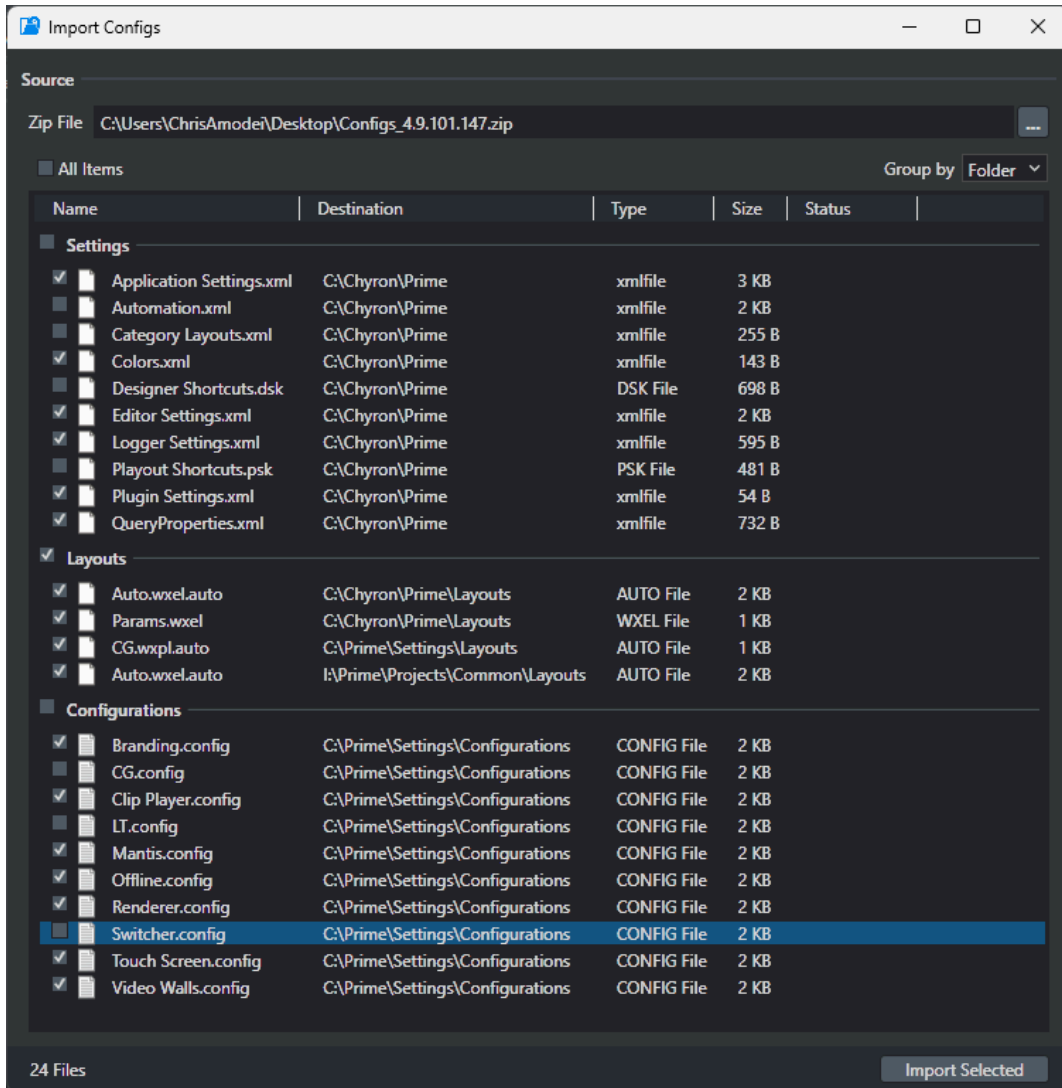 Import Configs
Source
Zip File C:\Users\ChrisAmodei\Desktop\Configs_4.9.101.147.zip ...
All Items Group by Folder
Name Destination Type Size Status
Settings
Application Settings.xml C:\Chyron\Prime xmlfile 3 KB
Automation.xml C:\Chyron\Prime xmlfile 2 KB
Category Layouts.xml C:\Chyron\Prime xmlfile 255 B
Colors.xml C:\Chyron\Prime xmlfile 143 B
Designer Shortcuts.dsk C:\Chyron\Prime DSK File 698 B
Editor Settings.xml C:\Chyron\Prime xmlfile 2 KB
Logger Settings.xml C:\Chyron\Prime xmlfile 595 B
Playout Shortcuts.psk C:\Chyron\Prime PSK File 481 B
Plugin Settings.xml C:\Chyron\Prime xmlfile 54 B
QueryProperties.xml C:\Chyron\Prime xmlfile 732 B
Layouts
Auto.wxel.auto C:\Chyron\Prime\Layouts AUTO File 2 KB
Params.wxel C:\Chyron\Prime\Layouts WXEL File 1 KB
CG.wxpl.auto C:\Prime\Settings\Layouts AUTO File 1 KB
Auto.wxel.auto I:\Prime\Projects\Common\Layouts AUTO File 2 KB
Configurations
Branding.config C:\Prime\Settings\Configurations CONFIG File 2 KB
CG.config C:\Prime\Settings\Configurations CONFIG File 2 KB
Clip Player.config C:\Prime\Settings\Configurations CONFIG File 2 KB
LT.config C:\Prime\Settings\Configurations CONFIG File 2 KB
Mantis.config C:\Prime\Settings\Configurations CONFIG File 2 KB
Offline.config C:\Prime\Settings\Configurations CONFIG File 2 KB
Renderer.config C:\Prime\Settings\Configurations CONFIG File 2 KB
Switcher.config C:\Prime\Settings\Configurations CONFIG File 2 KB
Touch Screen.config C:\Prime\Settings\Configurations CONFIG File 2 KB
Video Walls.config C:\Prime\Settings\Configurations CONFIG File 2 KB
24 Files Import Selected